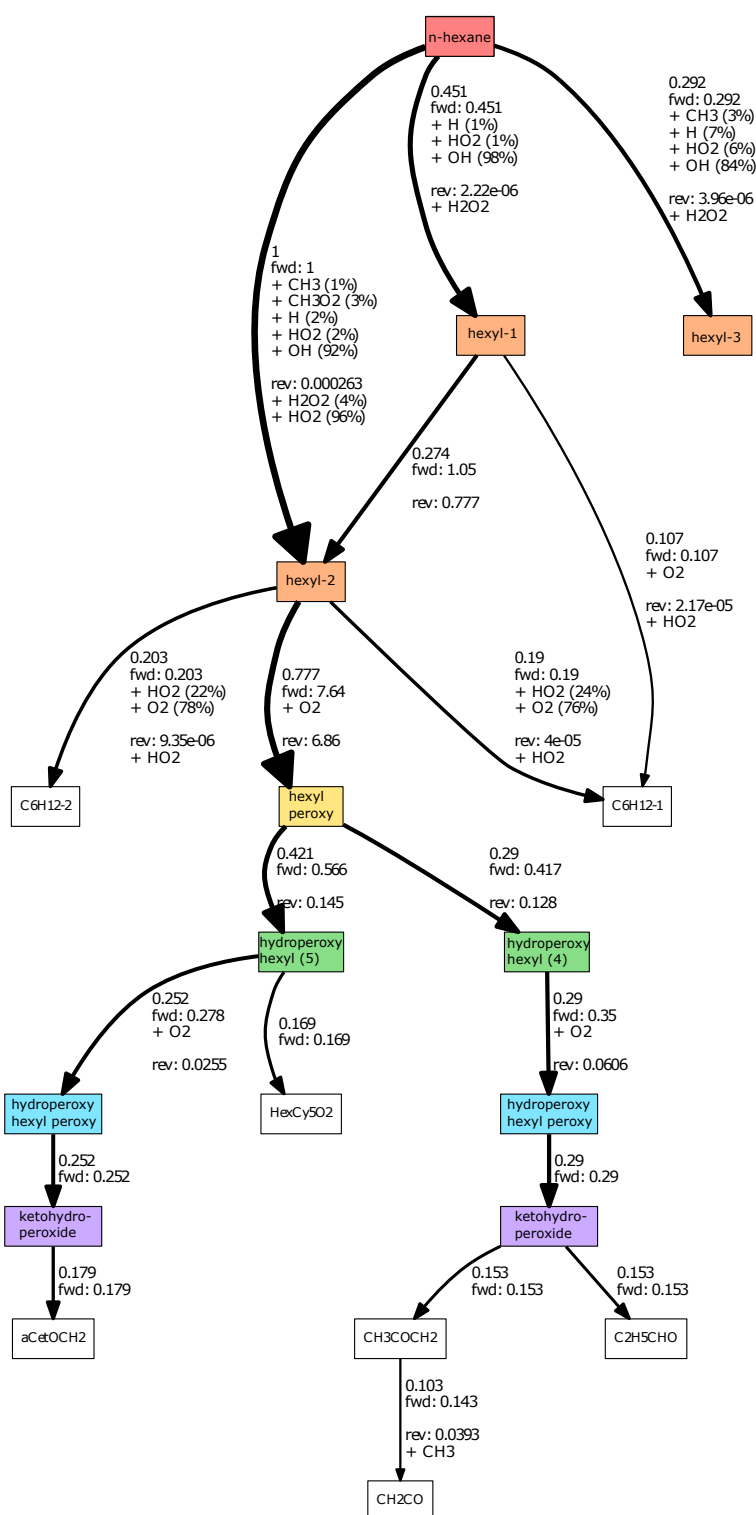 n-hexane
0.451
fwd: 0.451
+ H (1%)
+ HO2 (1%)
+ OH (98%)
rev: 2.22e-06
+ H2O2
0.292
fwd: 0.292
+ CH3 (3%)
+ H (7%)
+ HO2 (6%)
+ OH (84%)
rev: 3.96e-06
+ H2O2
1
fwd: 1
+ CH3 (1%)
+ CH3O2 (3%)
+ H (2%)
+ HO2 (2%)
+ OH (92%)
rev: 0.000263
+ H2O2 (4%)
+ HO2 (96%)
hexyl-1
hexyl-3
0.274
fwd: 1.05
rev: 0.777
0.107
fwd: 0.107
+ O2
rev: 2.17e-05
+ HO2
hexyl-2
0.203
fwd: 0.203
+ HO2 (22%)
+ O2 (78%)
rev: 9.35e-06
+ HO2
0.777
fwd: 7.64
+ O2
rev: 6.86
0.19
fwd: 0.19
+ HO2 (24%)
+ O2 (76%)
rev: 4e-05
+ HO2
C6H12-2
hexyl
peroxy
C6H12-1
0.421
fwd: 0.566
rev: 0.145
0.29
fwd: 0.417
rev: 0.128
hydroperoxy
hexyl (5)
hydroperoxy
hexyl (4)
0.252
fwd: 0.278
+ O2
rev: 0.0255
0.169
fwd: 0.169
0.29
fwd: 0.35
+ O2
rev: 0.0606
hydroperoxy
hexyl peroxy
HexCy5O2
hydroperoxy
hexyl peroxy
0.252
fwd: 0.252
0.29
fwd: 0.29
ketohydro-
peroxide
ketohydro-
peroxide
0.179
fwd: 0.179
0.153
fwd: 0.153
0.153
fwd: 0.153
aCetOCH2
CH3COCH2
C2H5CHO
0.103
fwd: 0.143
rev: 0.0393
+ CH3
CH2CO